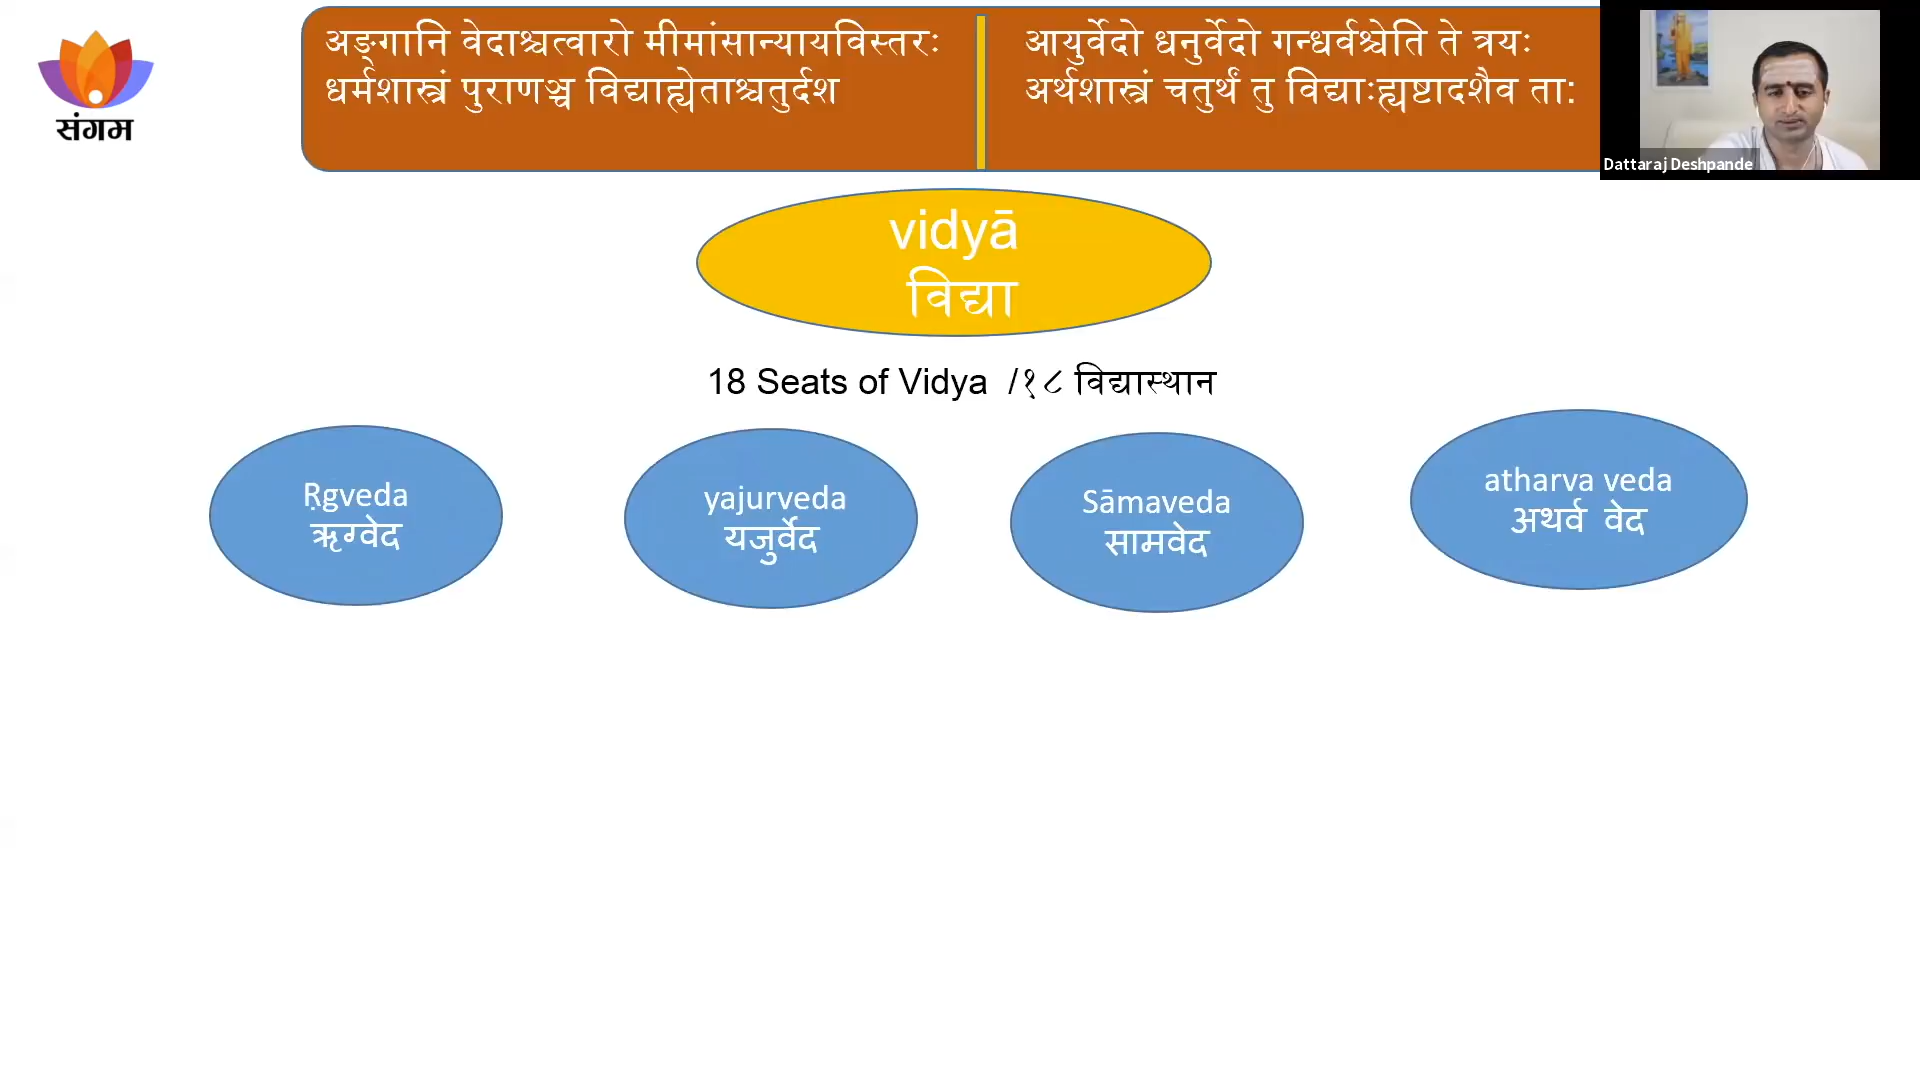 संगम
अङ्गानि वेदाश्चत्वारो मीमांसान्यायविस्तरः
धर्मशास्त्रं पुराणञ्च विद्याह्येताश्चतुर्दश
आयुर्वेदो धनुर्वेदो गन्धर्वश्चेति ते त्रयः
अर्थशास्त्रं चतुर्थं तु विद्याःह्यष्टादशैव ता:
Dattaraj Deshpande
vidyā
विद्या
18 Seats of Vidya /१८ विद्यास्थान
Ṛgveda
ऋग्वेद
yajurveda
यजुर्वेद
Sāmaveda
सामवेद
atharva veda
अथर्व वेद